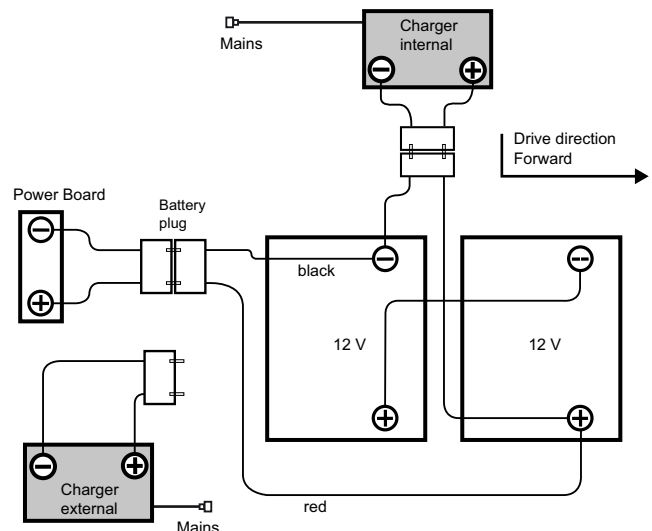 Charger
internal
Mains
Drive direction
Forward
Power Board
Battery
plug
black
12 V
12 V
Charger
external
red
Mains